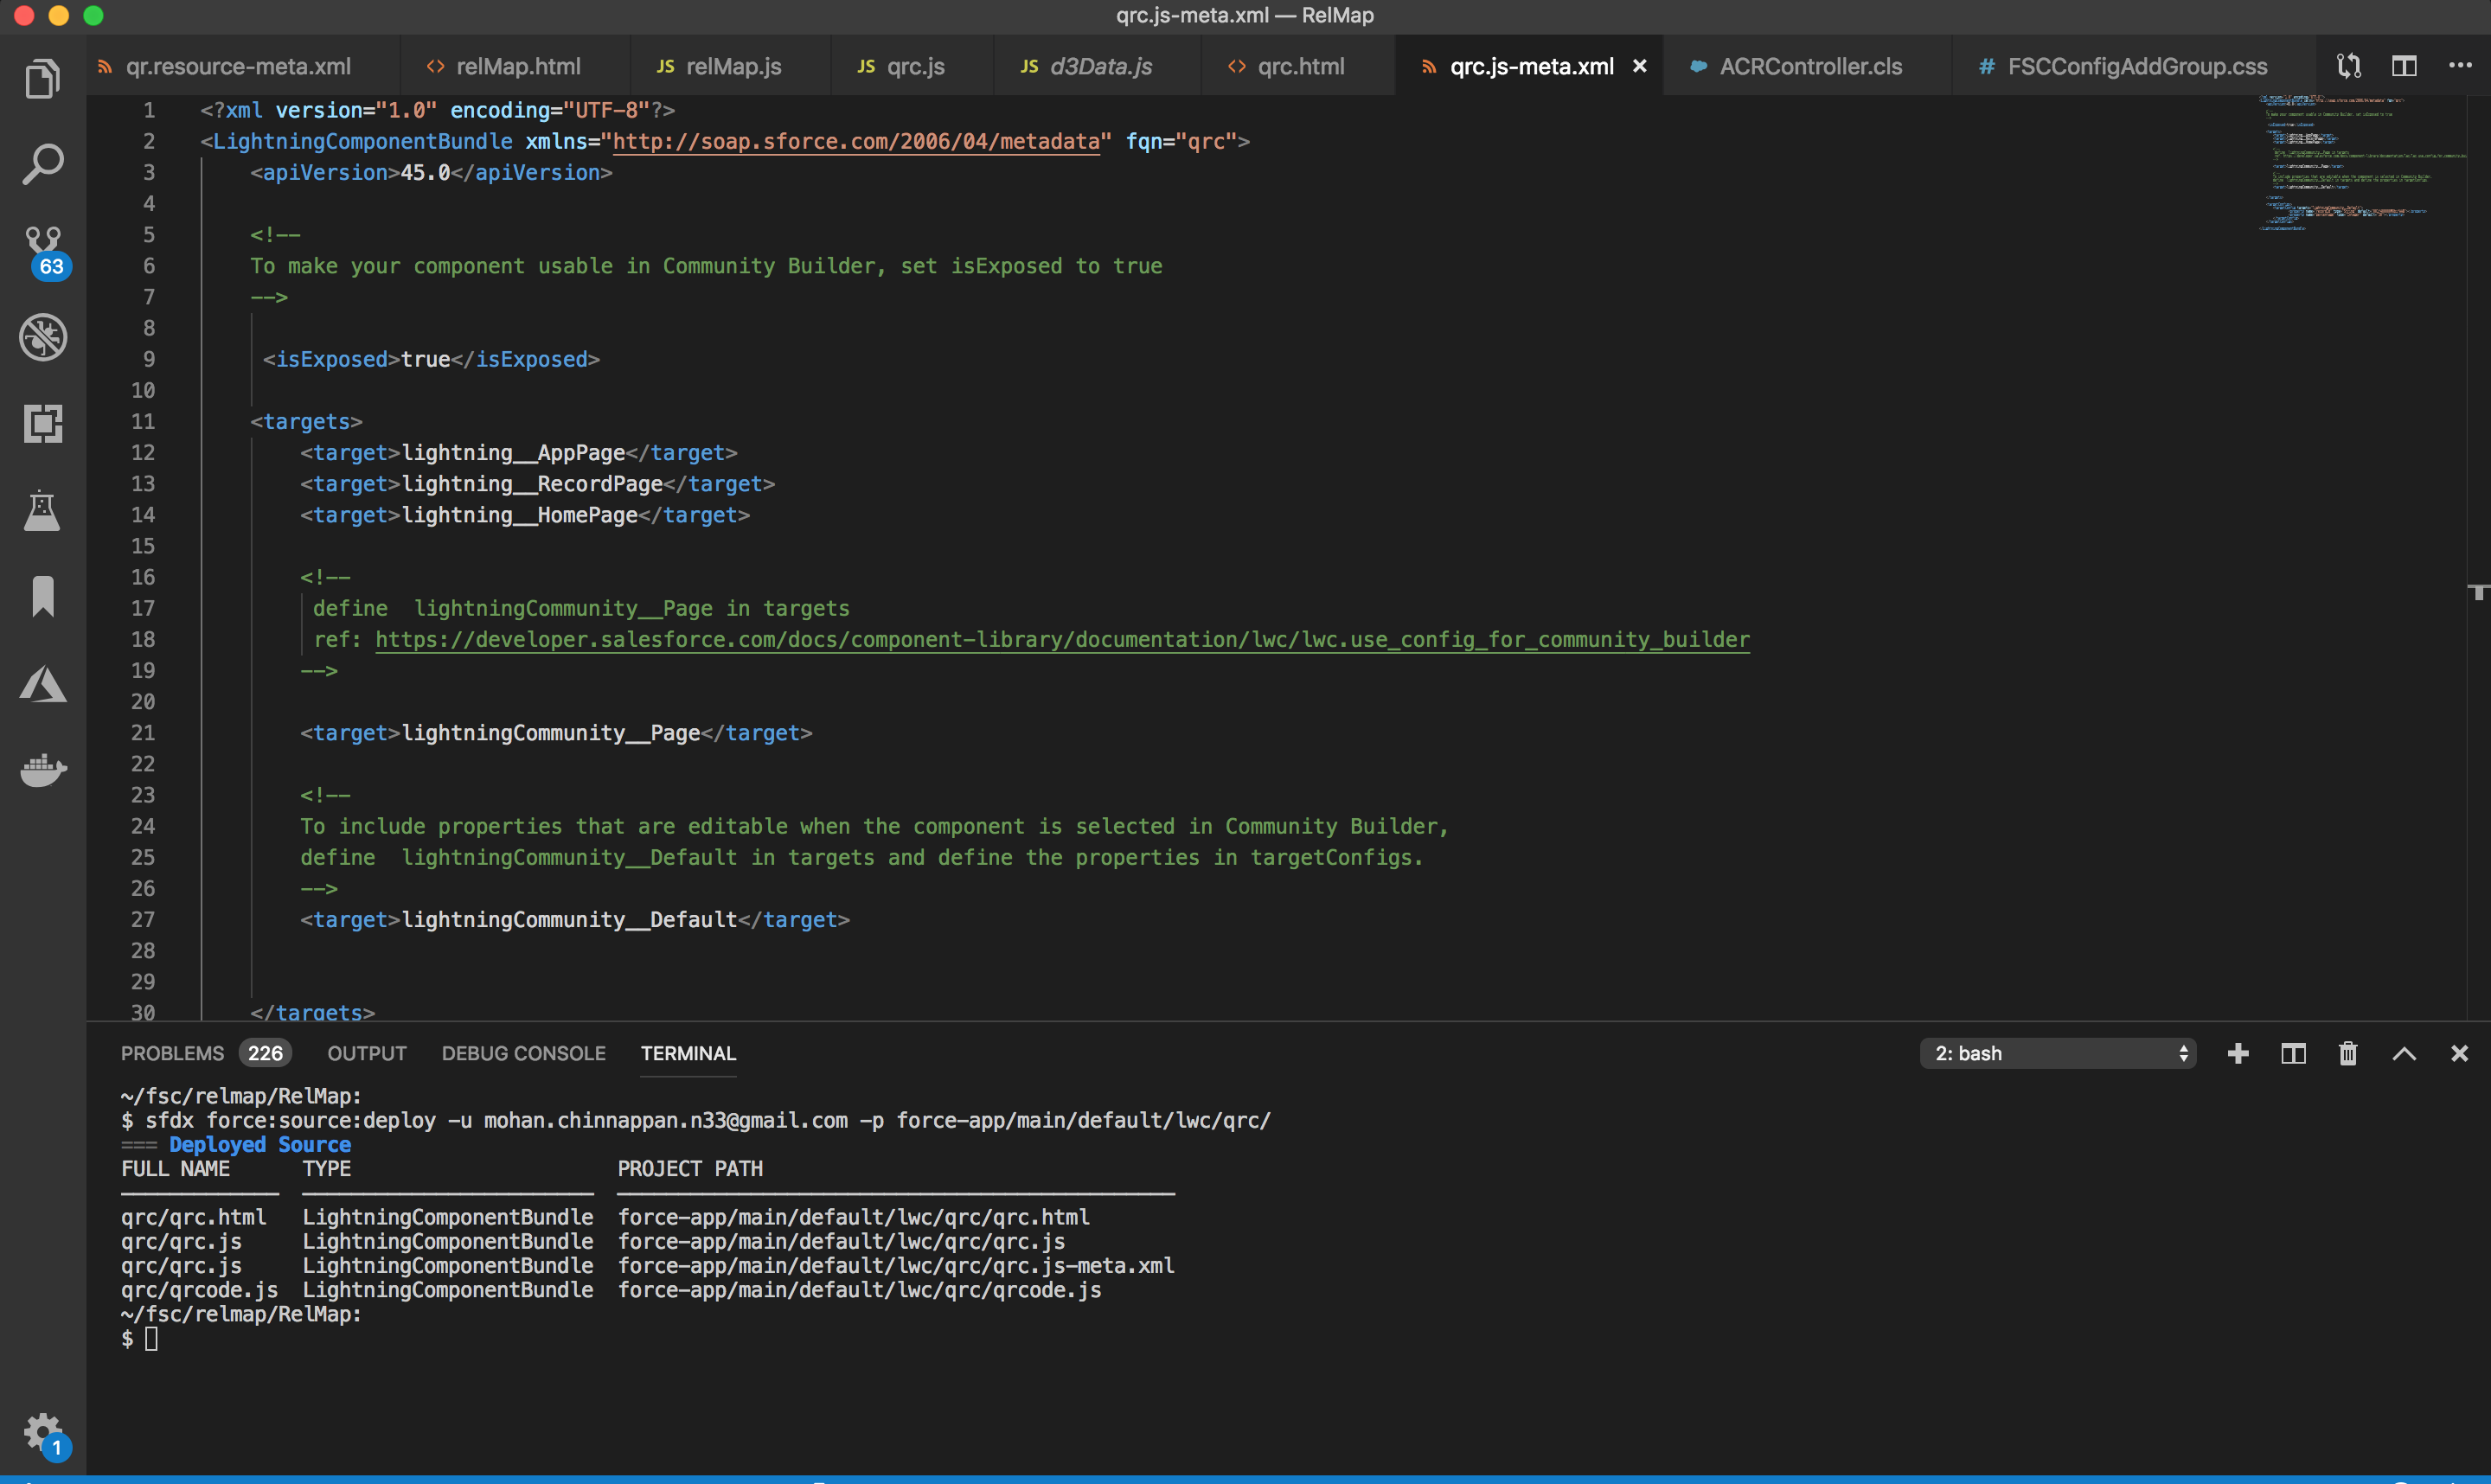 qrc.js-meta.xml — RelMap
qr.resource-meta.xml
<> relMap.html
JS relMap.js
JS qrc.js
JS d3Data.js
<> qrc.html
qrc.js-meta.xml ×
ACRController.cls
# FSCConfigAddGroup.css
1 <?xml version="1.0" encoding="UTF-8"?>
2 <LightningComponentBundle xmlns="http://soap.sforce.com/2006/04/metadata" fqn="qrc">
3 <apiVersion>45.0</apiVersion>
4
5 <!--
6 To make your component usable in Community Builder, set isExposed to true
7 -->
8
9 <isExposed>true</isExposed>
10
11 <targets>
12 <target>lightning__AppPage</target>
13 <target>lightning__RecordPage</target>
14 <target>lightning__HomePage</target>
15
16 <!--
17 define  lightningCommunity__Page in targets
18 ref: https://developer.salesforce.com/docs/component-library/documentation/lwc/lwc.use_config_for_community_builder
19 -->
20
21 <target>lightningCommunity__Page</target>
22
23 <!--
24 To include properties that are editable when the component is selected in Community Builder,
25 define  lightningCommunity__Default in targets and define the properties in targetConfigs.
26 -->
27 <target>lightningCommunity__Default</target>
28
29
30 </targets>
63
1
PROBLEMS 226 OUTPUT DEBUG CONSOLE TERMINAL 2: bash
~/fsc/relmap/RelMap:
$ sfdx force:source:deploy -u mohan.chinnappan.n33@gmail.com -p force-app/main/default/lwc/qrc/
=== Deployed Source
FULL NAME TYPE PROJECT PATH
qrc/qrc.html LightningComponentBundle force-app/main/default/lwc/qrc/qrc.html
qrc/qrc.js LightningComponentBundle force-app/main/default/lwc/qrc/qrc.js
qrc/qrc.js LightningComponentBundle force-app/main/default/lwc/qrc/qrc.js-meta.xml
qrc/qrcode.js LightningComponentBundle force-app/main/default/lwc/qrc/qrcode.js
~/fsc/relmap/RelMap:
$